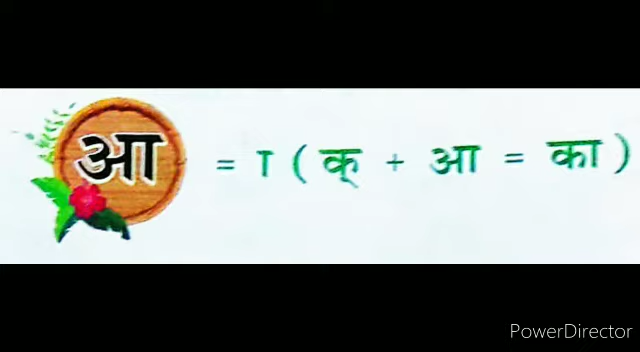 आ = ा ( क् + आ = का )
PowerDirector